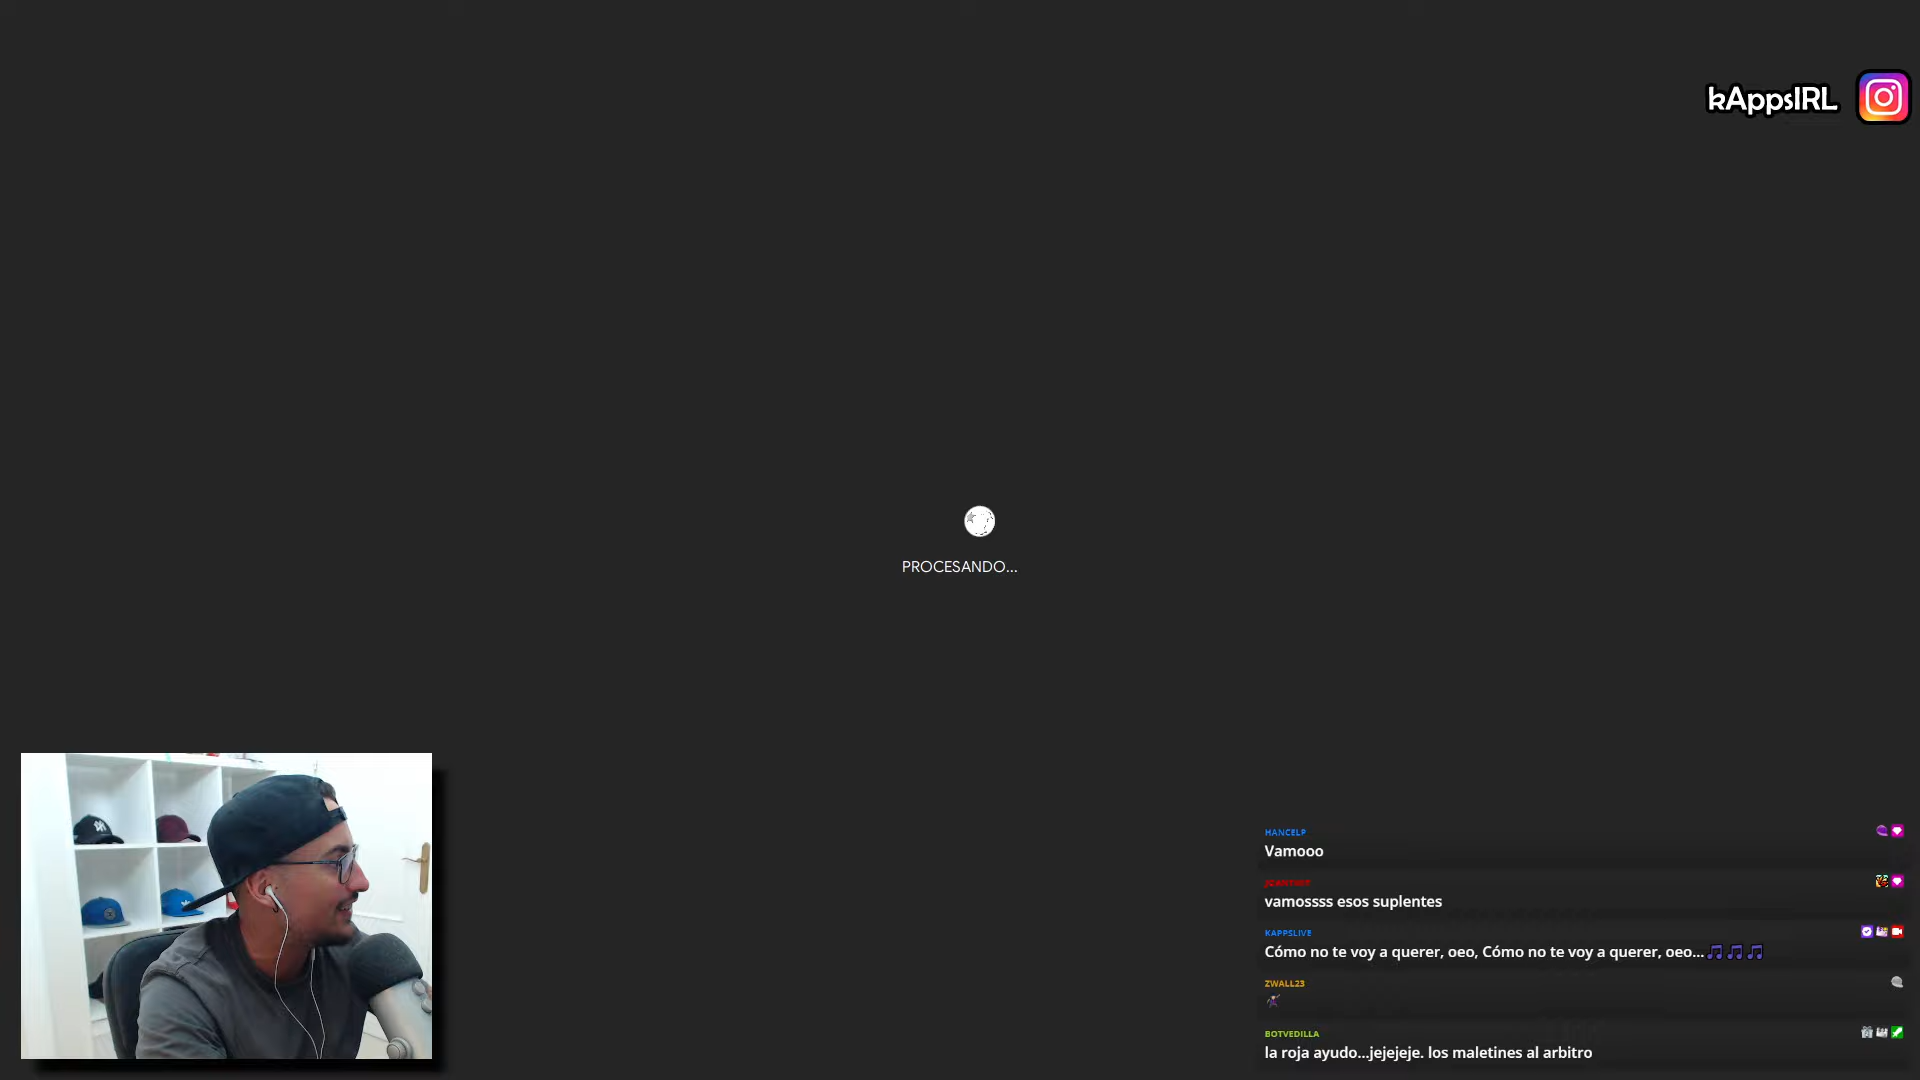 kAppsIRL
PROCESANDO...
HANCELP
Vamooo
vamossss esos suplentes
KAPPSLIVE
Cómo no te voy a querer, oeo, Cómo no te voy a querer, oeo...🎵🎵🎵
ZWALL23
BOTVEDILLA
la roja ayudo...jejejeje. los maletines al arbitro